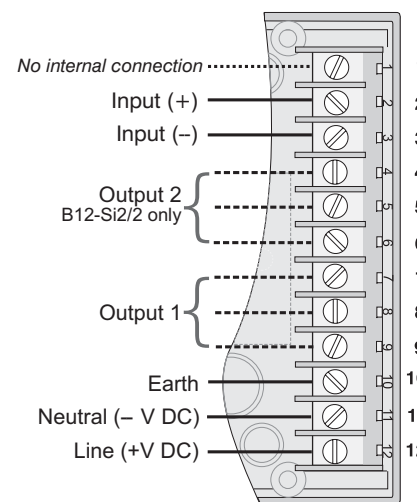 No internal connection
1
Input (+)
2
Input (–)
3
4
Output 2
B12-Si2/2 only
5
6
7
Output 1
8
9
Earth
10
Neutral (– V DC)
11
Line (+V DC)
12